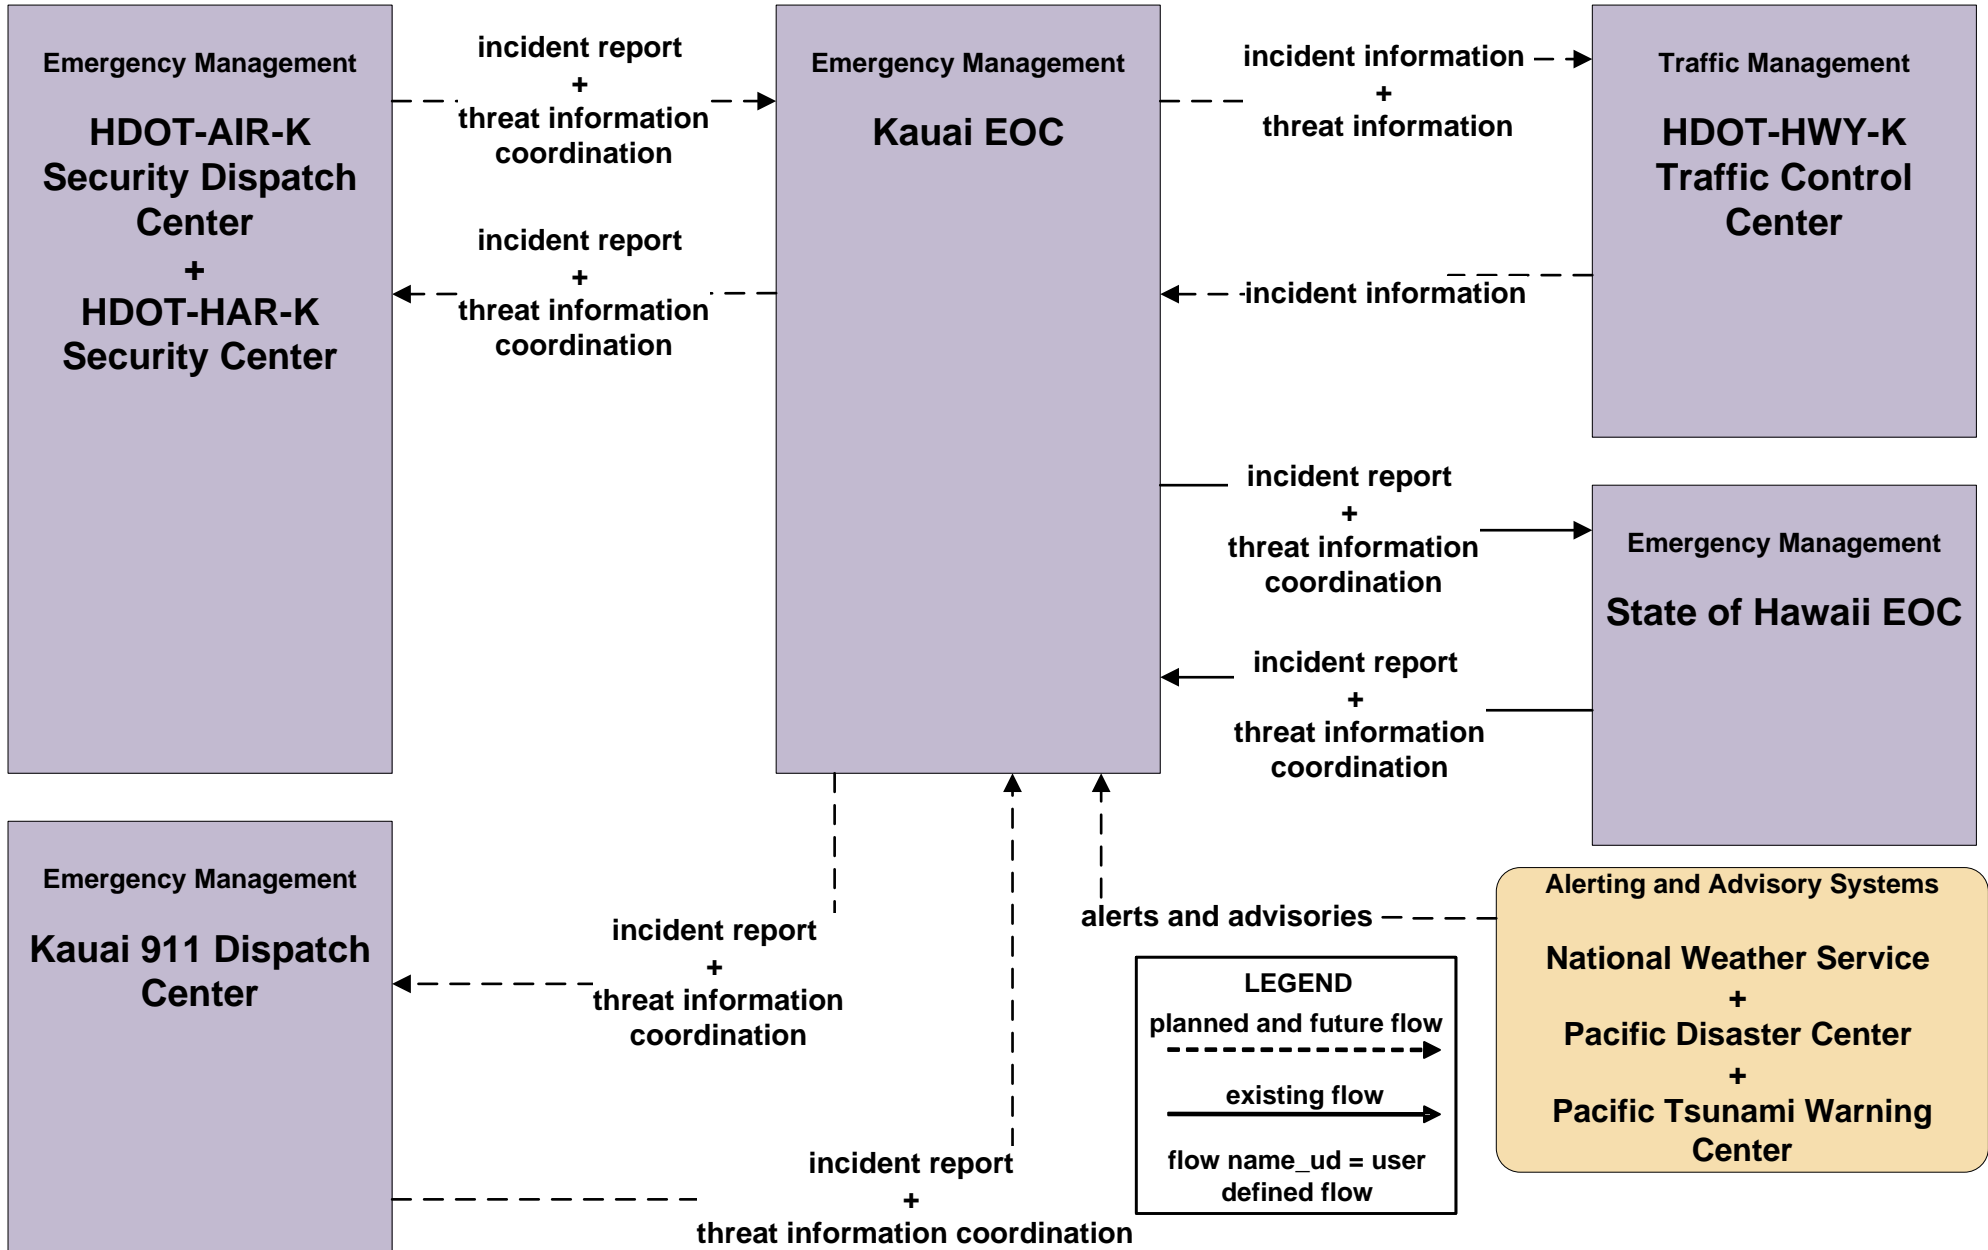 Emergency Management
HDOT-AIR-K
Security Dispatch
Center
+
HDOT-HAR-K
Security Center
incident report
+
threat information
coordination
incident report
+
threat information
coordination
Emergency Management
Kauai EOC
incident information
+
threat information
incident information
Traffic Management
HDOT-HWY-K
Traffic Control
Center
incident report
+
threat information
coordination
incident report
+
threat information
coordination
Emergency Management
State of Hawaii EOC
Emergency Management
Kauai 911 Dispatch
Center
incident report
+
threat information
coordination
incident report
+
threat information coordination
alerts and advisories
LEGEND
planned and future flow
existing flow
flow name_ud = user
defined flow
Alerting and Advisory Systems
National Weather Service
+
Pacific Disaster Center
+
Pacific Tsunami Warning
Center